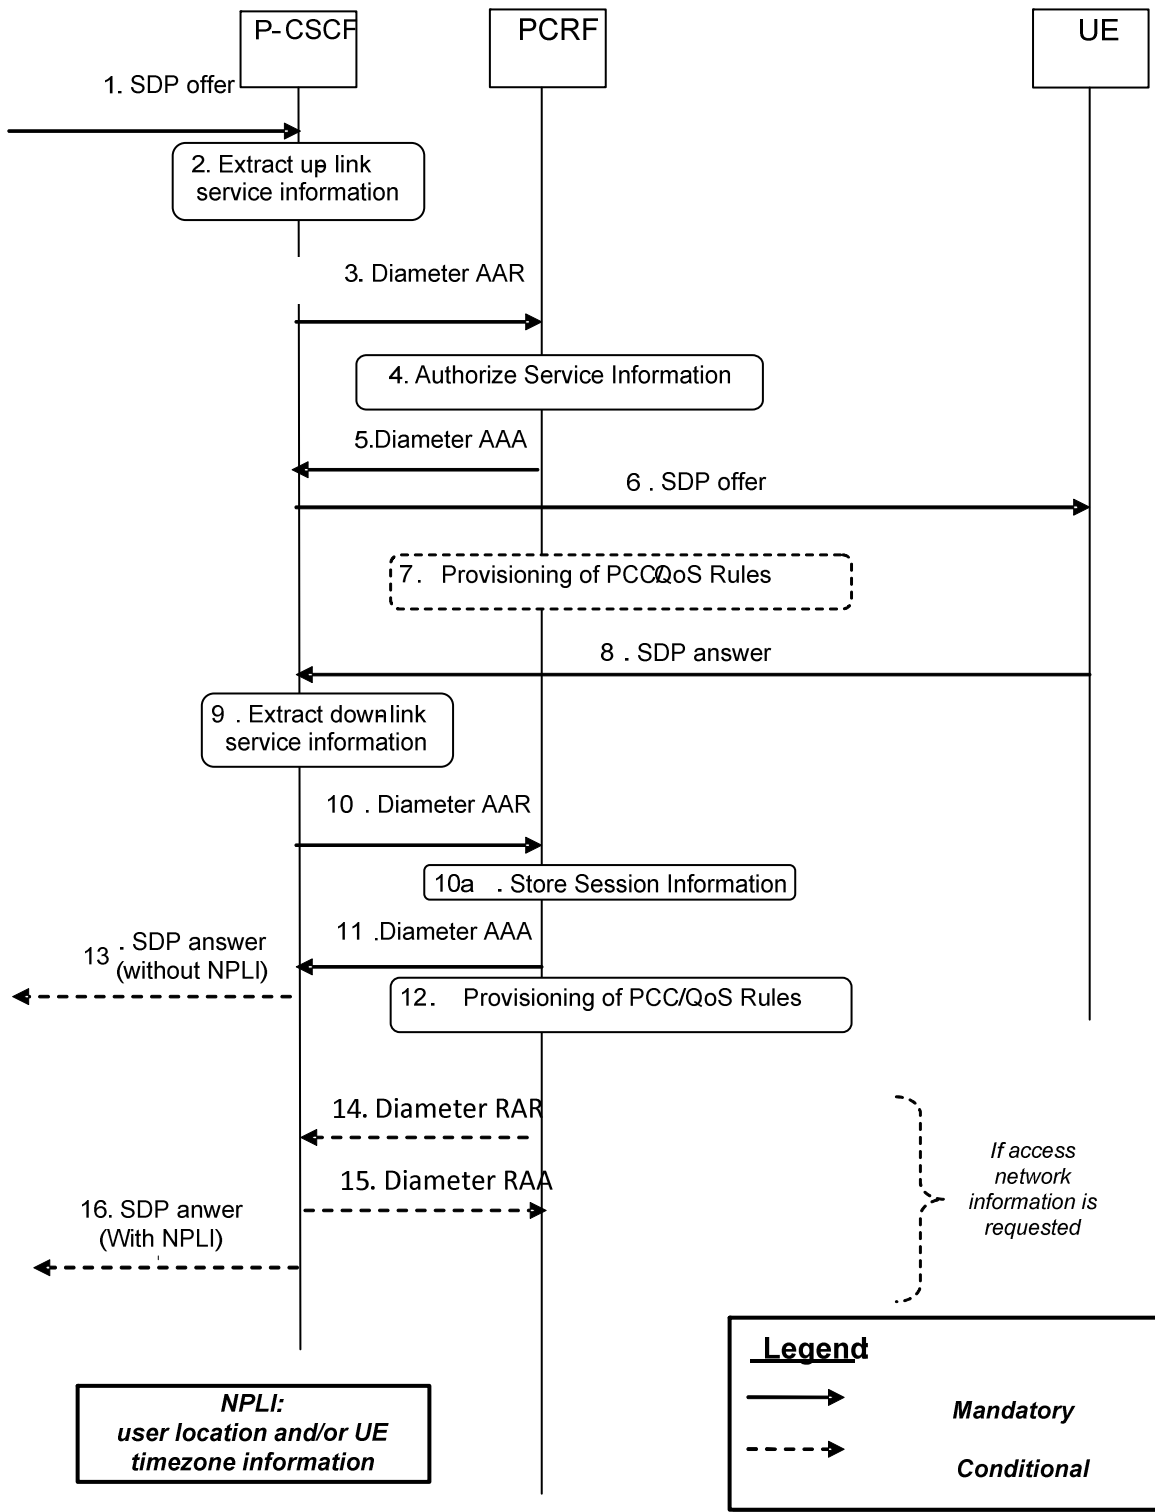 P-CSCF
PCRF
UE
1. SDP offer
2. Extract up link
service information
3. Diameter AAR
4. Authorize Service Information
5.Diameter AAA
6 . SDP offer
7. Provisioning of PCC/QoS Rules
8 . SDP answer
9 . Extract downlink
service information
10 . Diameter AAR
10a . Store Session Information
11 .Diameter AAA
13 . SDP answer
(without NPLI)
12. Provisioning of PCC/QoS Rules
14. Diameter RAR
15. Diameter RAA
16. SDP anwer
(With NPLI)
If access
network
information is
requested
Legend:
Mandatory
Conditional
NPLI:
user location and/or UE
timezone information